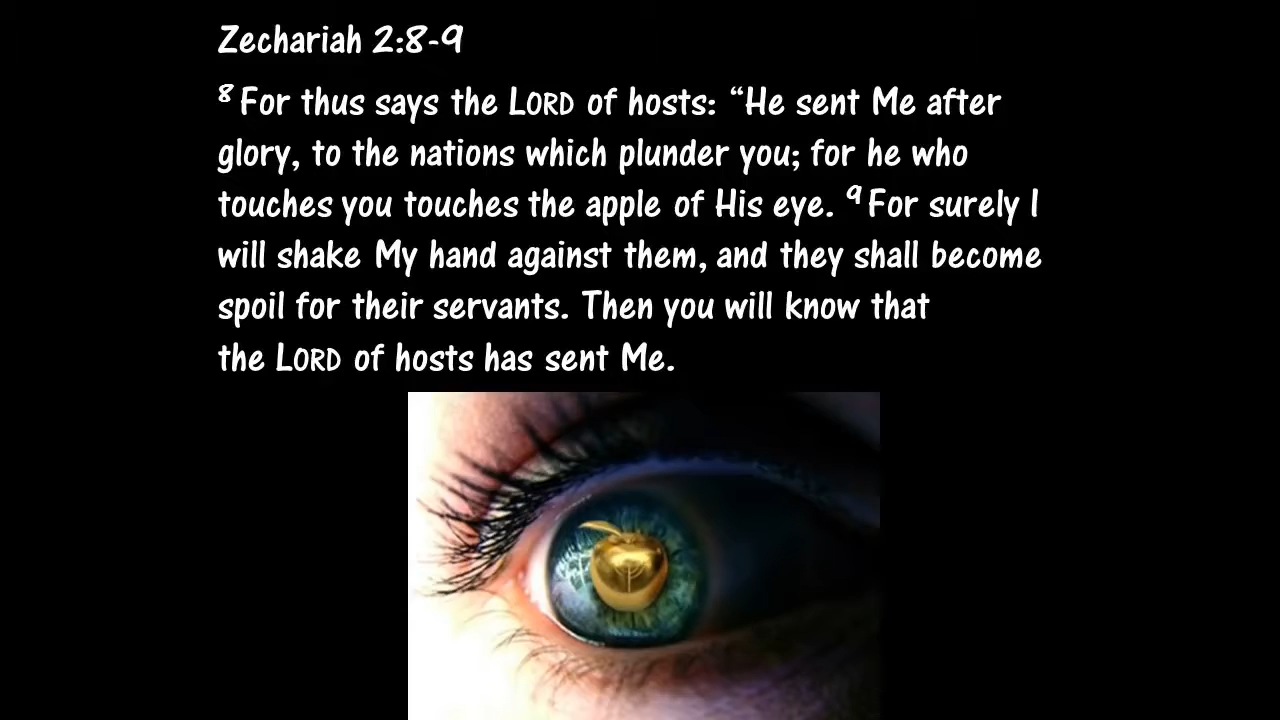 Zechariah 2:8-9
8 For thus says the LORD of hosts: “He sent Me after
glory, to the nations which plunder you; for he who
touches you touches the apple of His eye. 9 For surely I
will shake My hand against them, and they shall become
spoil for their servants. Then you will know that
the LORD of hosts has sent Me.